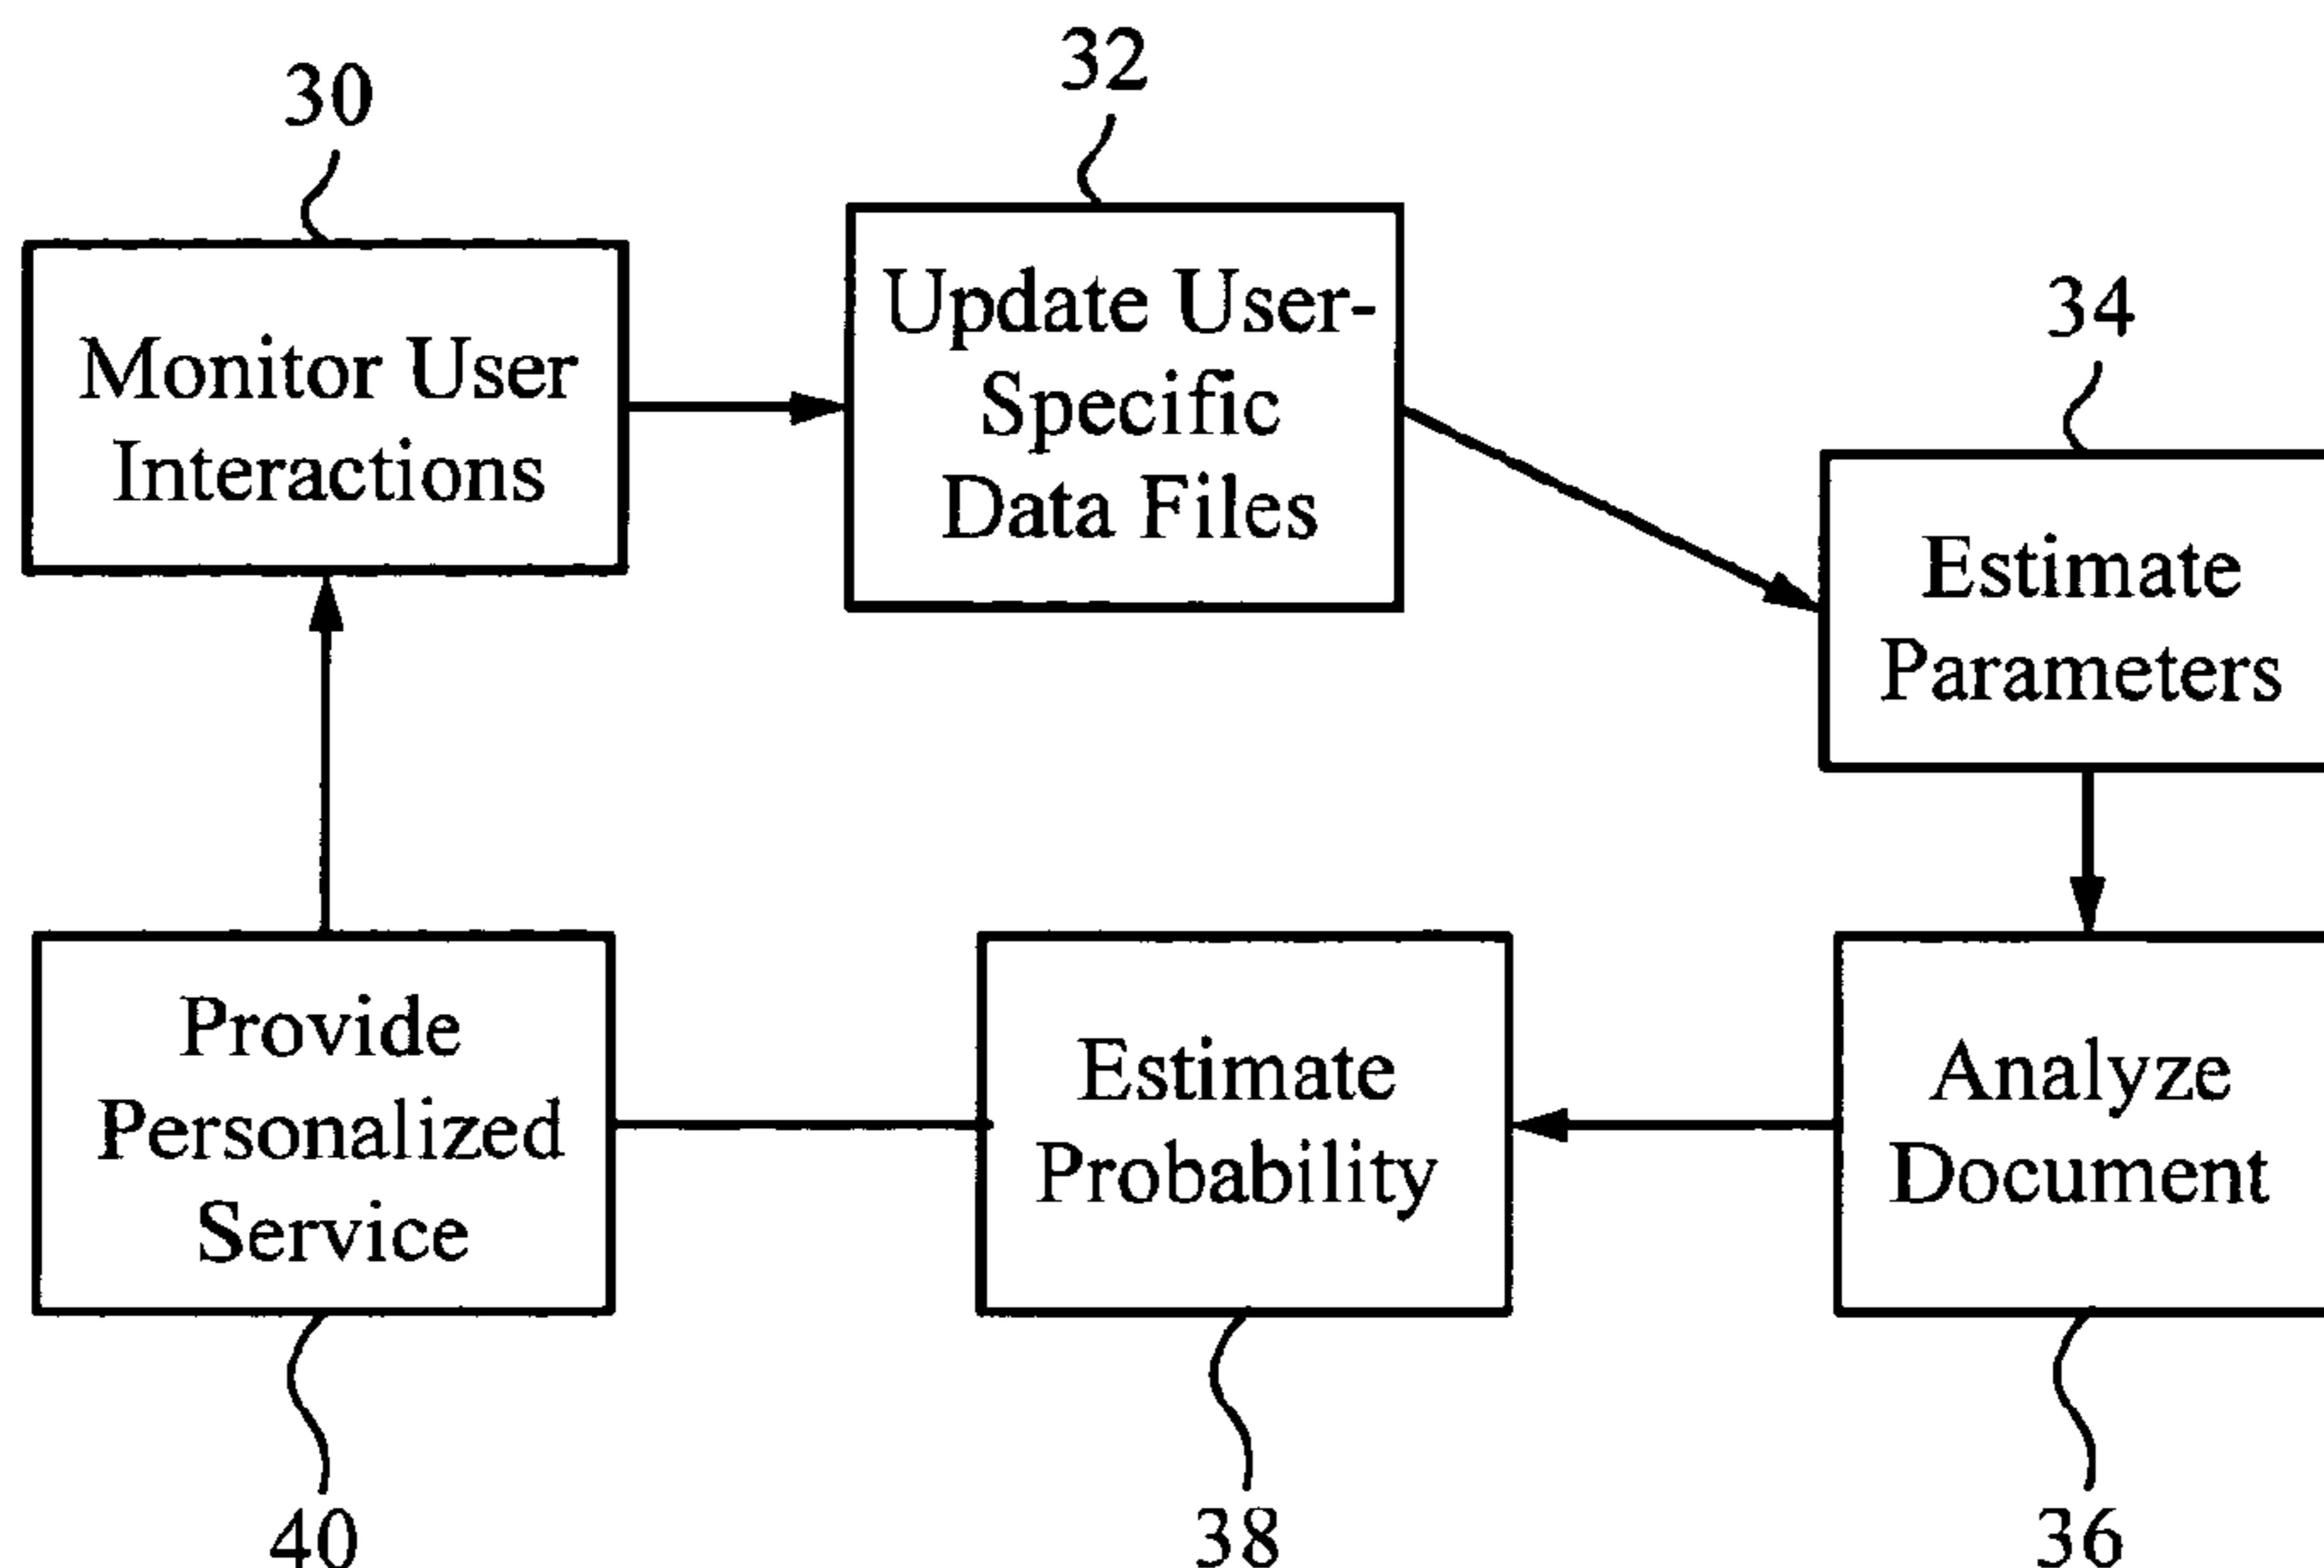 30
Monitor User
Interactions
32
Update User-
Specific
Data Files
34
Estimate
Parameters
Provide
Personalized
Service
40
Estimate
Probability
38
Analyze
Document
36